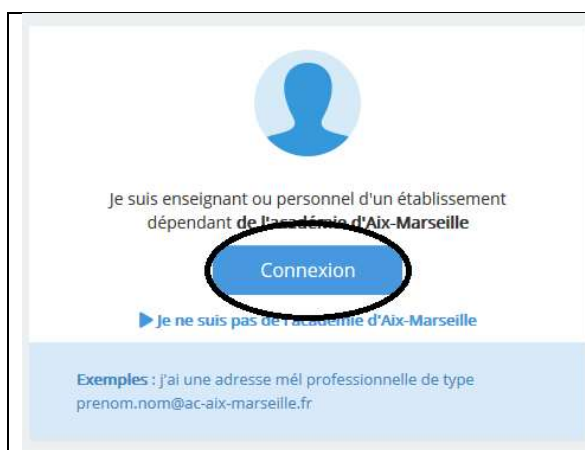 Je suis enseignant ou personnel d'un établissement
dépendant de l'académie d'Aix-Marseille
Connexion
Je ne suis pas de l'académie d'Aix-Marseille
Exemples : j'ai une adresse mél professionnelle de type
prenom.nom@ac-aix-marseille.fr